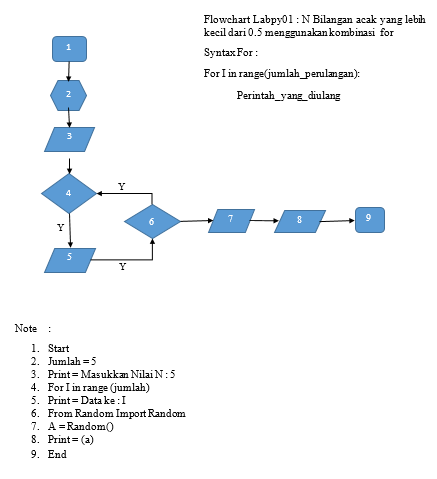 Flowchart Labpy01 : N Bilangan acak yang lebih
kecil dari 0.5 menggunakan kombinasi for
Syntax For :
For I in range(jumlah_perulangan):
Perintah_yang_diulang
1
2
3
4
Y
Y
5
Y
6
7
8
9
Note :
1. Start
2. Jumlah = 5
3. Print = Masukkan Nilai N : 5
4. For I in range (jumlah)
5. Print = Data ke : I
6. From Random Import Random
7. A = Random()
8. Print = (a)
9. End